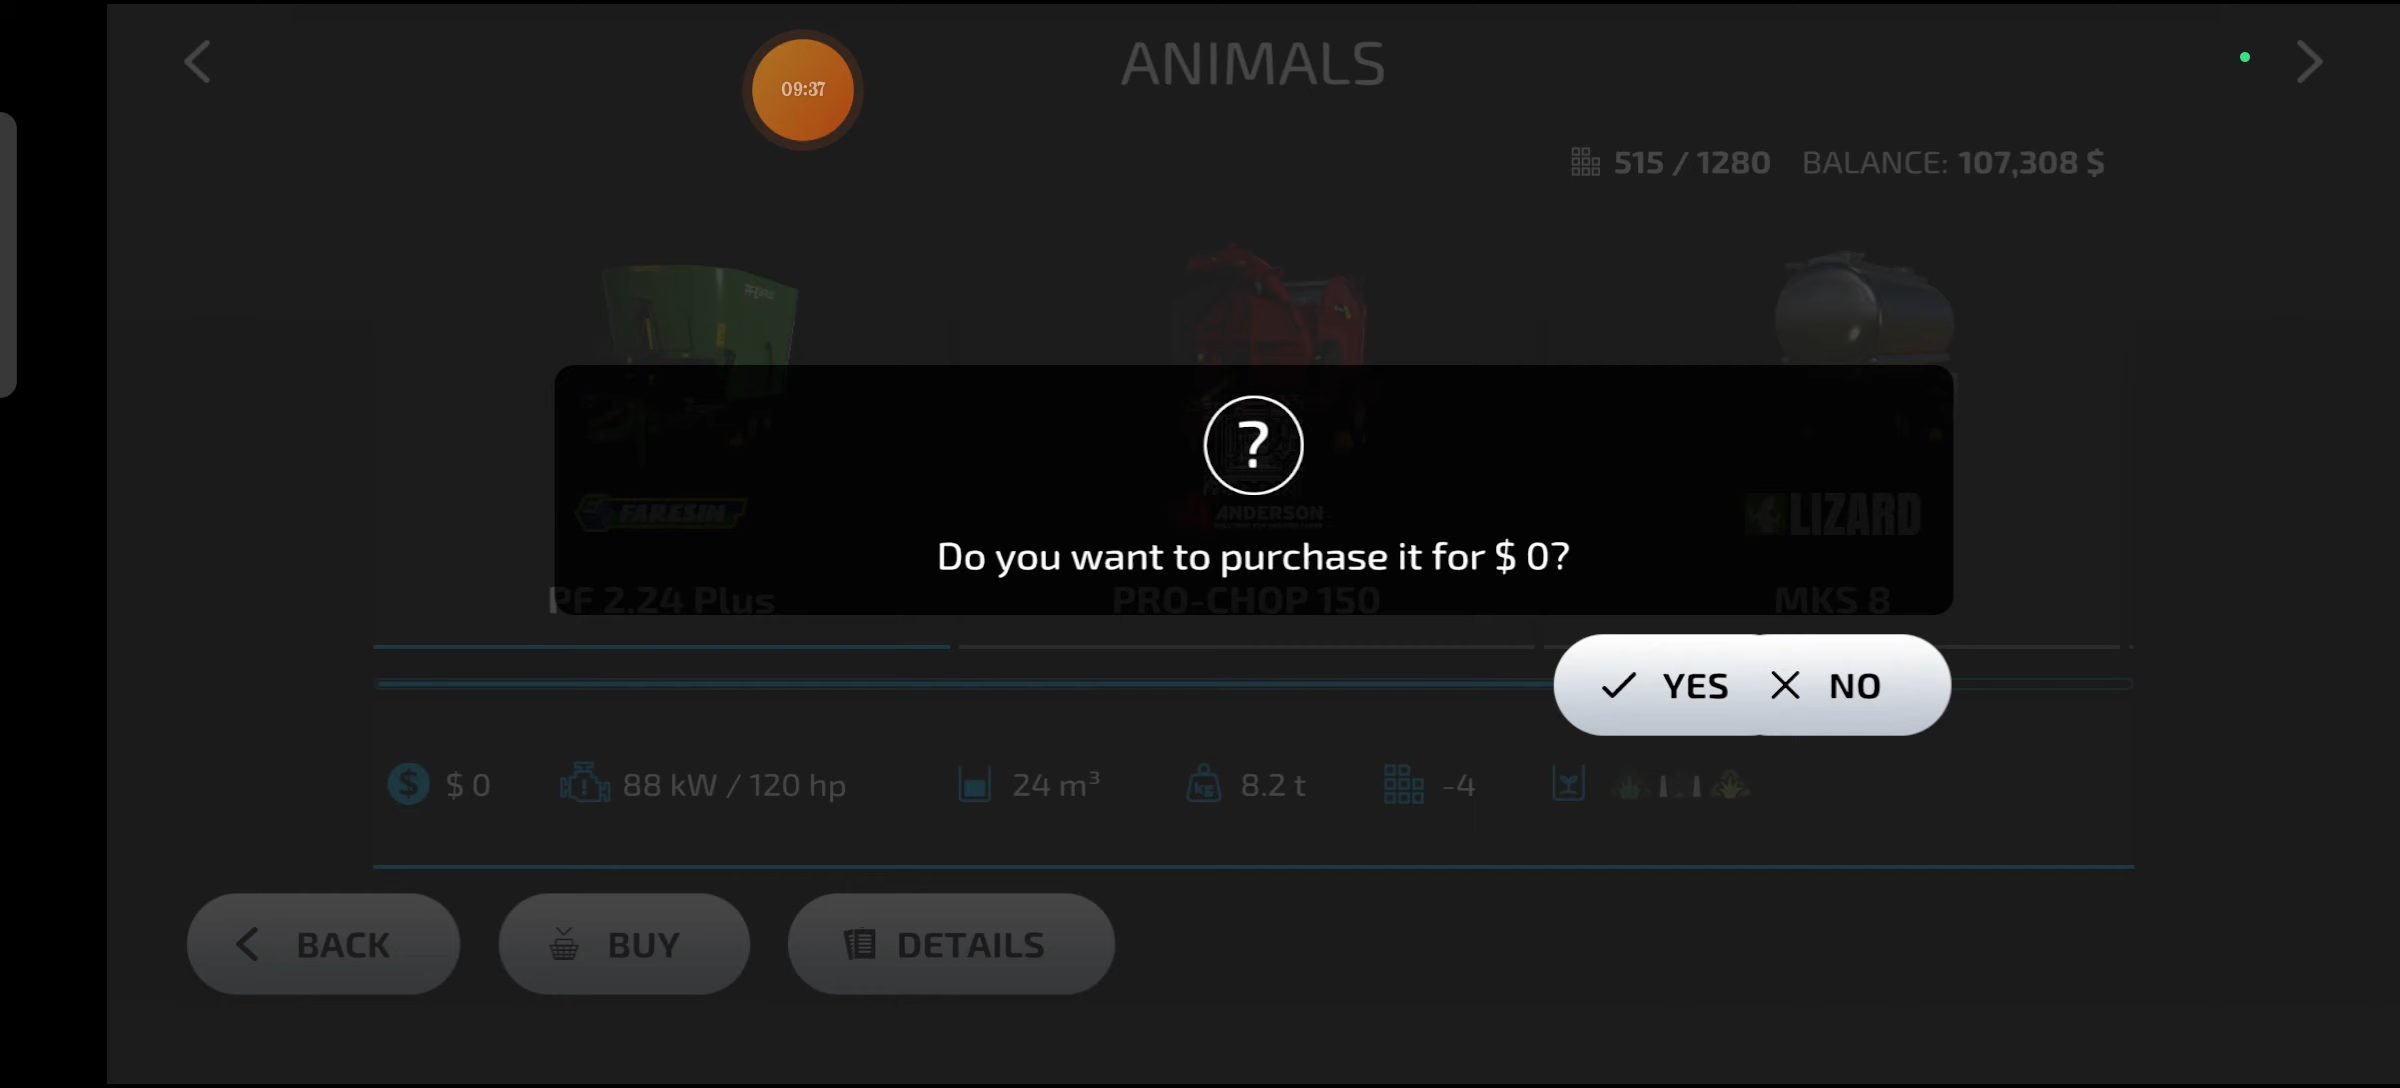 09:37
ANIMALS
515 / 1280 BALANCE: 107,308 $
?
FARESIN
ANDERSON
LIZARD
Do you want to purchase it for $ 0?
PF 2.24 Plus
PRO-CHOP 150
MKS 8
YES
NO
$ 0
88 kW / 120 hp
24 m³
8.2 t
-4
BACK
BUY
DETAILS